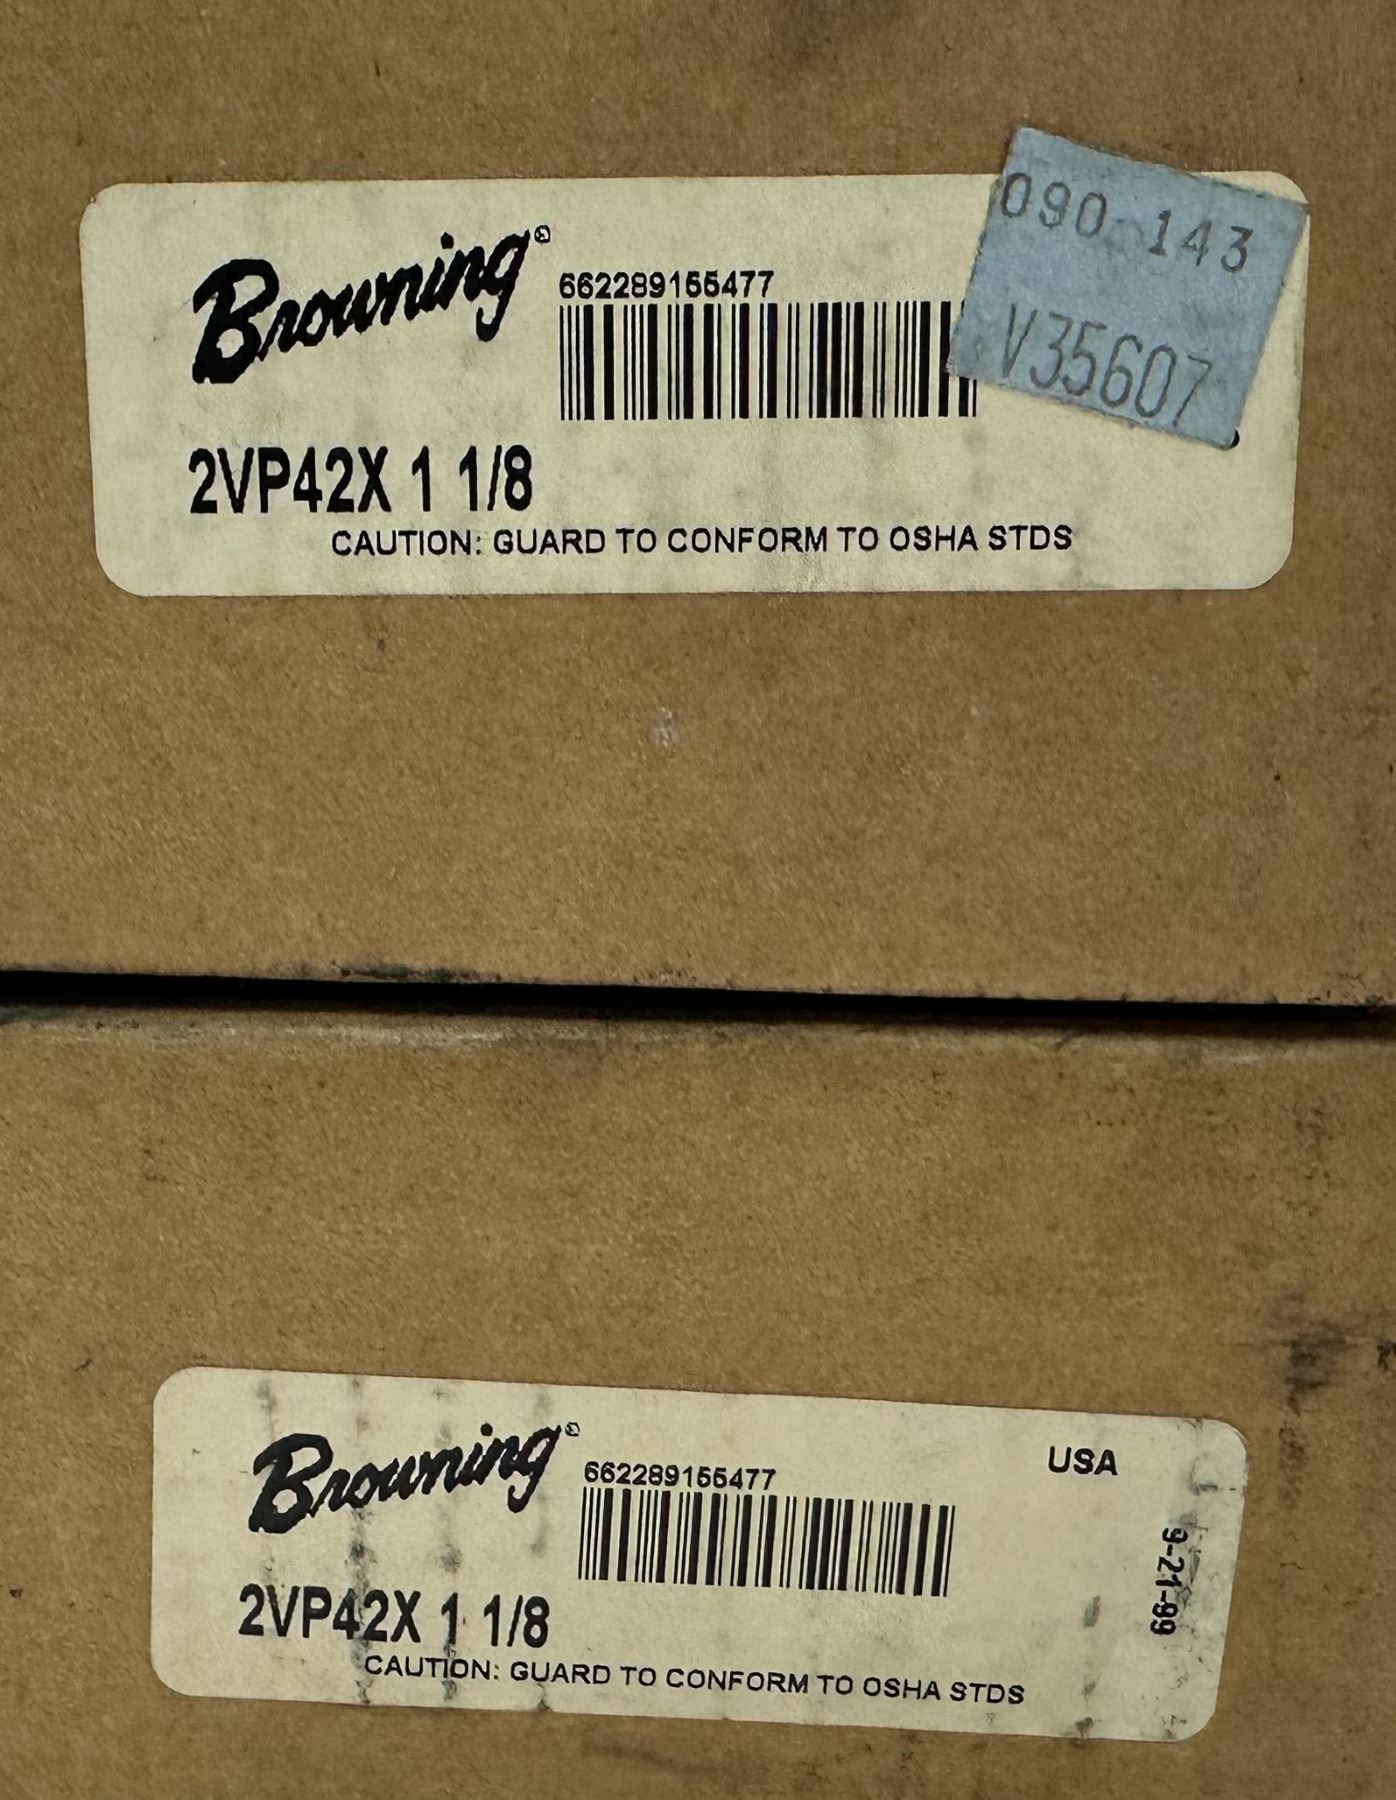 Browning®
662289155477
090-143
V35607
2VP42X 1 1/8
CAUTION: GUARD TO CONFORM TO OSHA STDS
Browning®
662289155477
USA
9-21-99
2VP42X 1 1/8
CAUTION: GUARD TO CONFORM TO OSHA STDS